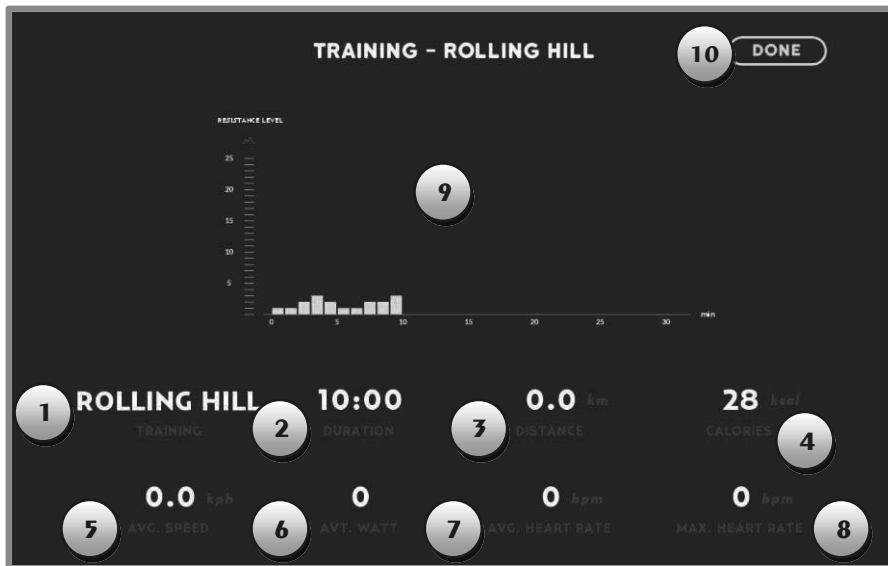 TRAINING – ROLLING HILL
10
DONE
RESISTANCE LEVEL
25
20
15
10
5
9
0 5 10 15 20 25 30 min
1 ROLLING HILL 10:00 0.0 km 28 kcal
TRAINING 2 DURATION 3 DISTANCE CALORIES 4
0.0 kph 0 0 bpm 0 bpm
5 AVG. SPEED 6 AVT. WATT 7 AVG. HEART RATE MAX. HEART RATE 8